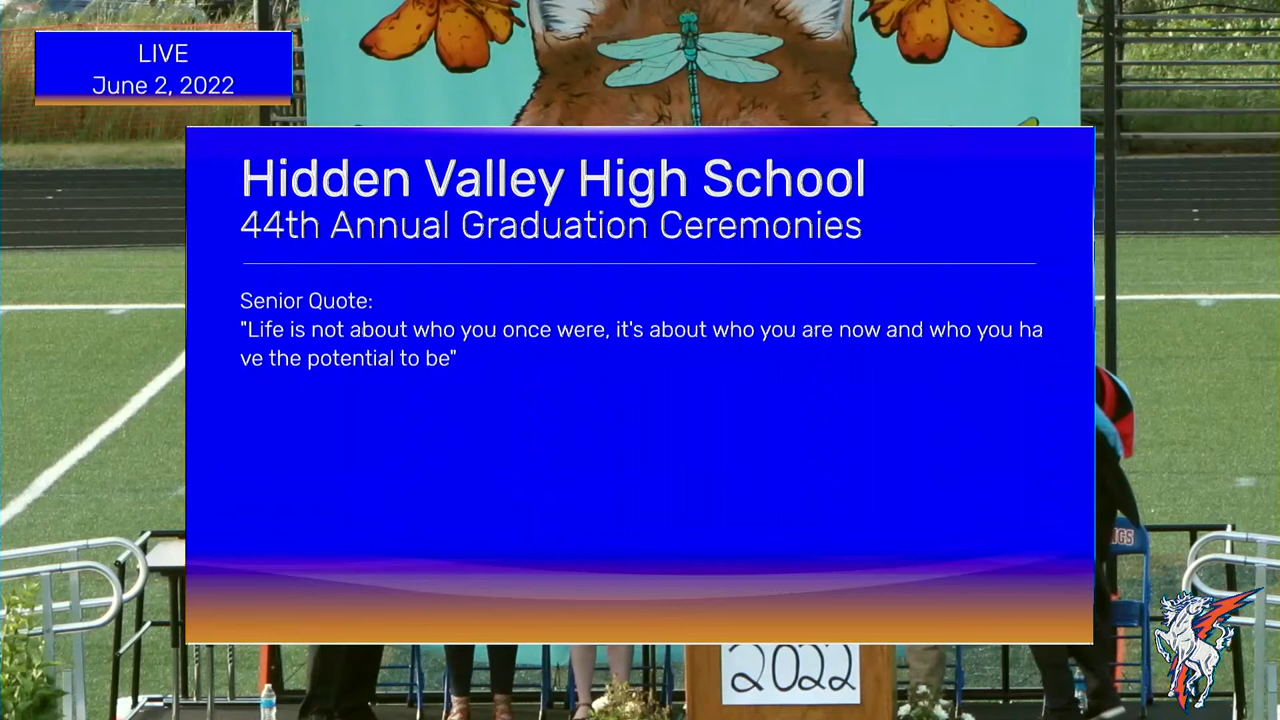 LIVE
June 2, 2022
Hidden Valley High School
44th Annual Graduation Ceremonies
Senior Quote:
"Life is not about who you once were, it's about who you are now and who you ha
ve the potential to be"
2022